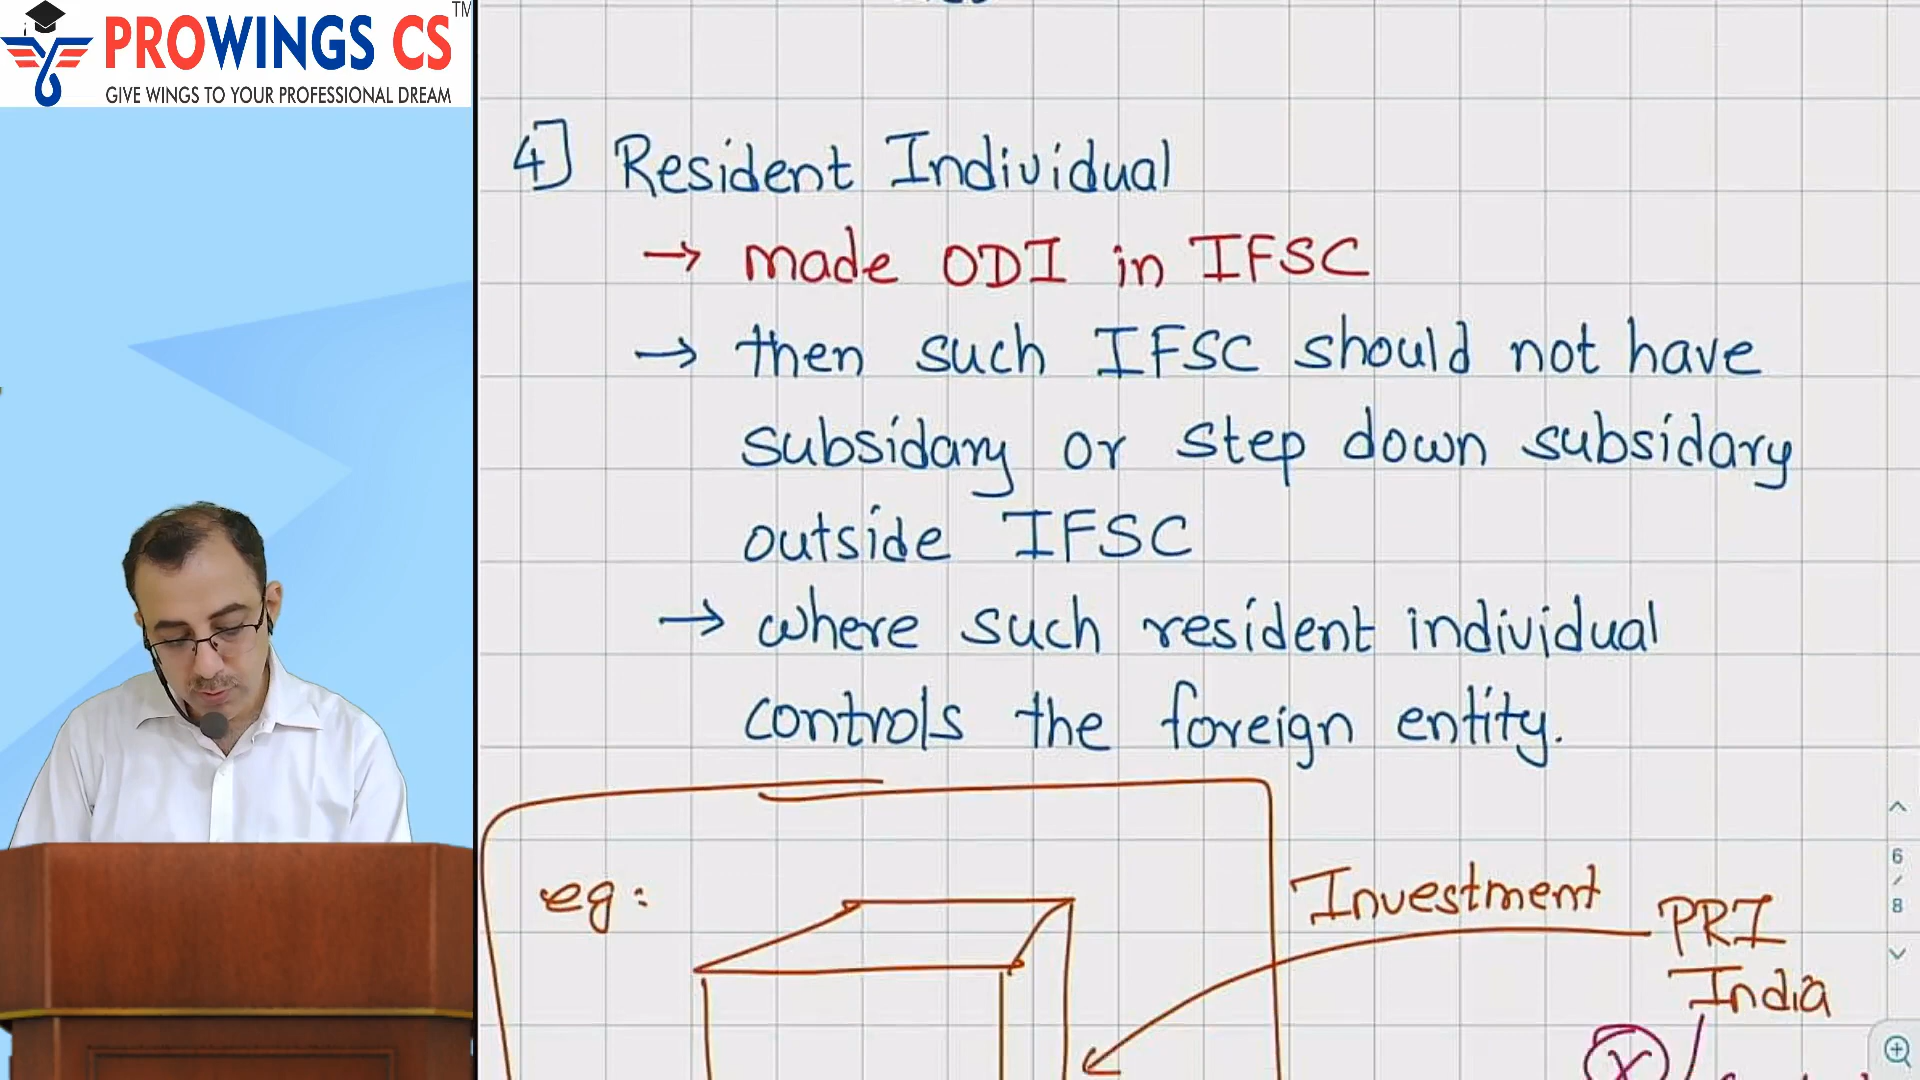 PROWINGS CS™
GIVE WINGS TO YOUR PROFESSIONAL DREAM
4] Resident Individual
→ made ODI in IFSC
→ then such IFSC should not have
subsidary or step down subsidary
outside IFSC
→ where such resident individual
controls the foreign entity.
eg:
Investment
PRI
India
6
/
8